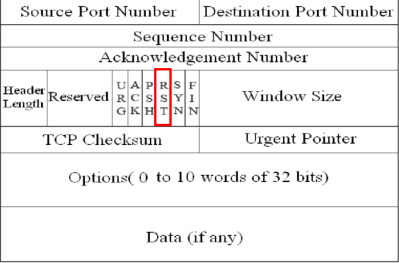 Source Port Number Destination Port Number
Sequence Number
Acknowledgement Number
Header Length Reserved URG ACK PSH RST SYN FIN Window Size
TCP Checksum Urgent Pointer
Options( 0 to 10 words of 32 bits)
Data (if any)